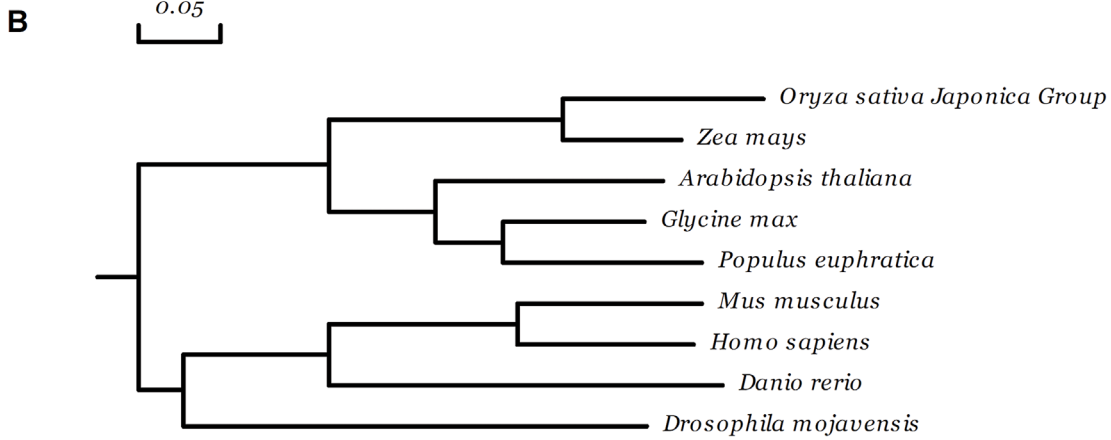 B
0.05
Oryza sativa Japonica Group
Zea mays
Arabidopsis thaliana
Glycine max
Populus euphratica
Mus musculus
Homo sapiens
Danio rerio
Drosophila mojavensis